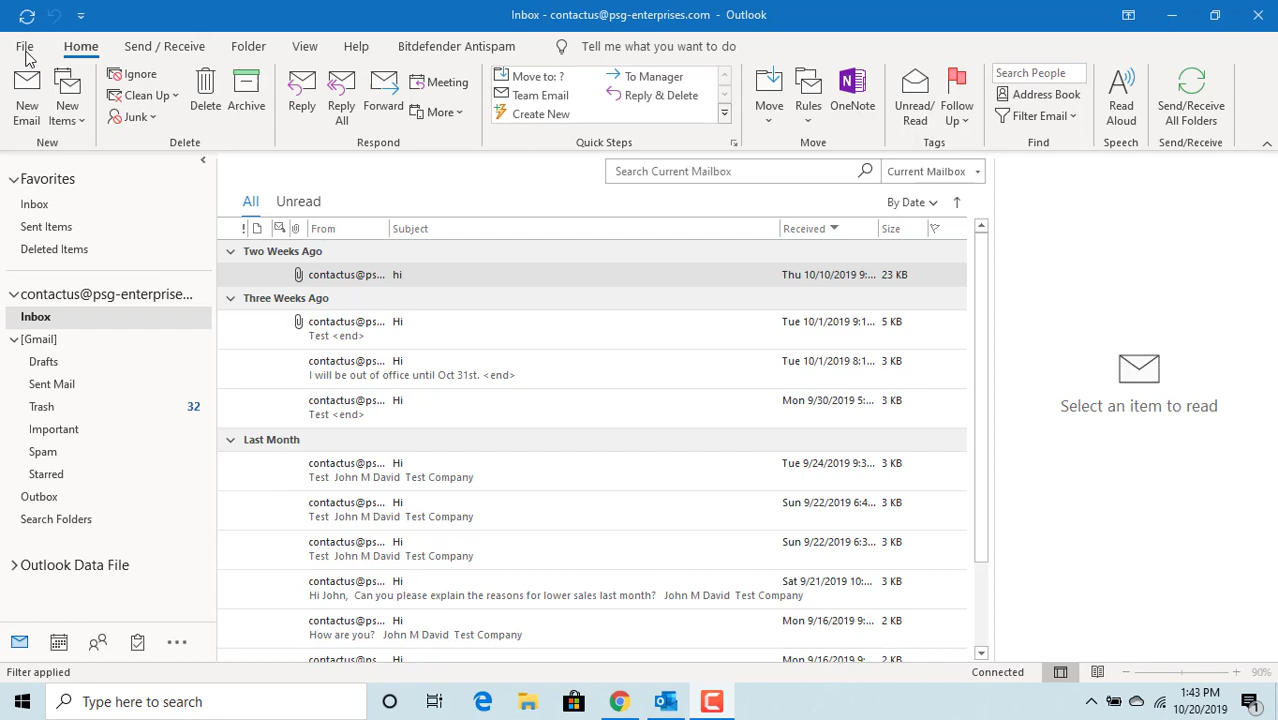 Inbox - contactus@psg-enterprises.com - Outlook
File Home Send / Receive Folder View Help Bitdefender Antispam Tell me what you want to do
New Email
New Items
New
Ignore
Clean Up
Junk
Delete
Archive
Delete
Reply
Reply All
Forward
Meeting
More
Respond
Move to: ?
Team Email
Create New
To Manager
Reply & Delete
Quick Steps
Move
Rules
OneNote
Move
Unread/ Read
Follow Up
Tags
Search People
Address Book
Filter Email
Find
Read Aloud
Speech
Send/Receive All Folders
Send/Receive
Favorites
Inbox
Sent Items
Deleted Items
contactus@psg-enterprise...
Inbox
[Gmail]
Drafts
Sent Mail
Trash 32
Important
Spam
Starred
Outbox
Search Folders
Outlook Data File
Search Current Mailbox Current Mailbox
All Unread By Date
! From Subject Received Size
Two Weeks Ago
contactus@ps... hi Thu 10/10/2019 9:... 23 KB
Three Weeks Ago
contactus@ps... Hi Tue 10/1/2019 9:1... 5 KB
Test <end>
contactus@ps... Hi Tue 10/1/2019 8:1... 3 KB
I will be out of office until Oct 31st. <end>
contactus@ps... Hi Mon 9/30/2019 5:... 3 KB
Test <end>
Last Month
contactus@ps... Hi Tue 9/24/2019 9:3... 3 KB
Test John M David Test Company
contactus@ps... Hi Sun 9/22/2019 6:4... 3 KB
Test John M David Test Company
contactus@ps... Hi Sun 9/22/2019 6:3... 3 KB
Test John M David Test Company
contactus@ps... Hi Sat 9/21/2019 10:... 3 KB
Hi John, Can you please explain the reasons for lower sales last month? John M David Test Company
contactus@ps... Hi Mon 9/16/2019 9:... 2 KB
How are you? John M David Test Company
contactus@ps... Hi Mon 9/16/2019 9:... 2 KB
Select an item to read
Filter applied Connected 90%
Type here to search
1:43 PM
10/20/2019
1